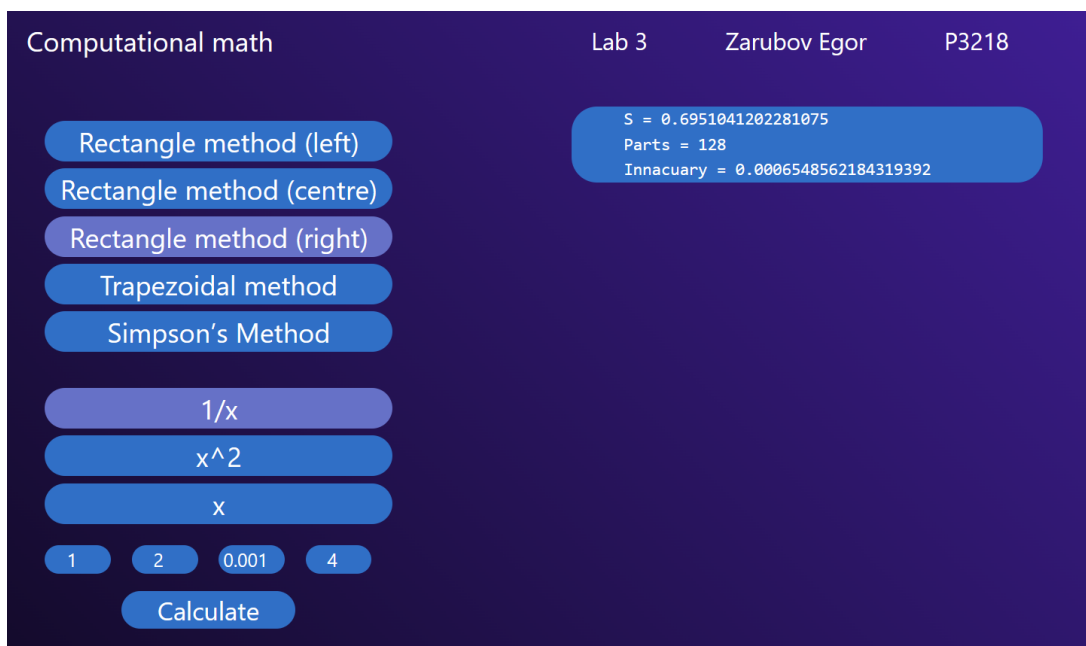 Computational math Lab 3 Zarubov Egor P3218
Rectangle method (left)
Rectangle method (centre)
Rectangle method (right)
Trapezoidal method
Simpson’s Method
1/x
x^2
x
1 2 0.001 4
Calculate
S = 0.6951041202281075
Parts = 128
Innacuary = 0.0006548562184319392